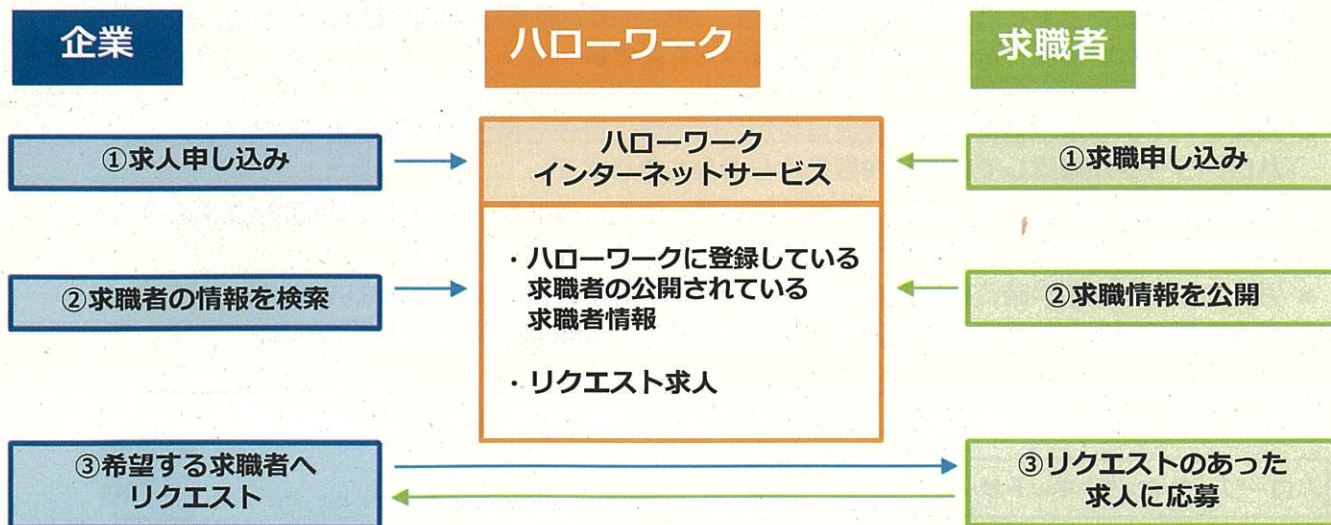 企業
ハローワーク
求職者
①求人申し込み
ハローワーク
インターネットサービス
①求職申し込み
②求職者の情報を検索
・ハローワークに登録している
求職者の公開されている
求職者情報
・リクエスト求人
②求職情報を公開
③希望する求職者へ
リクエスト
③リクエストのあった
求人に応募